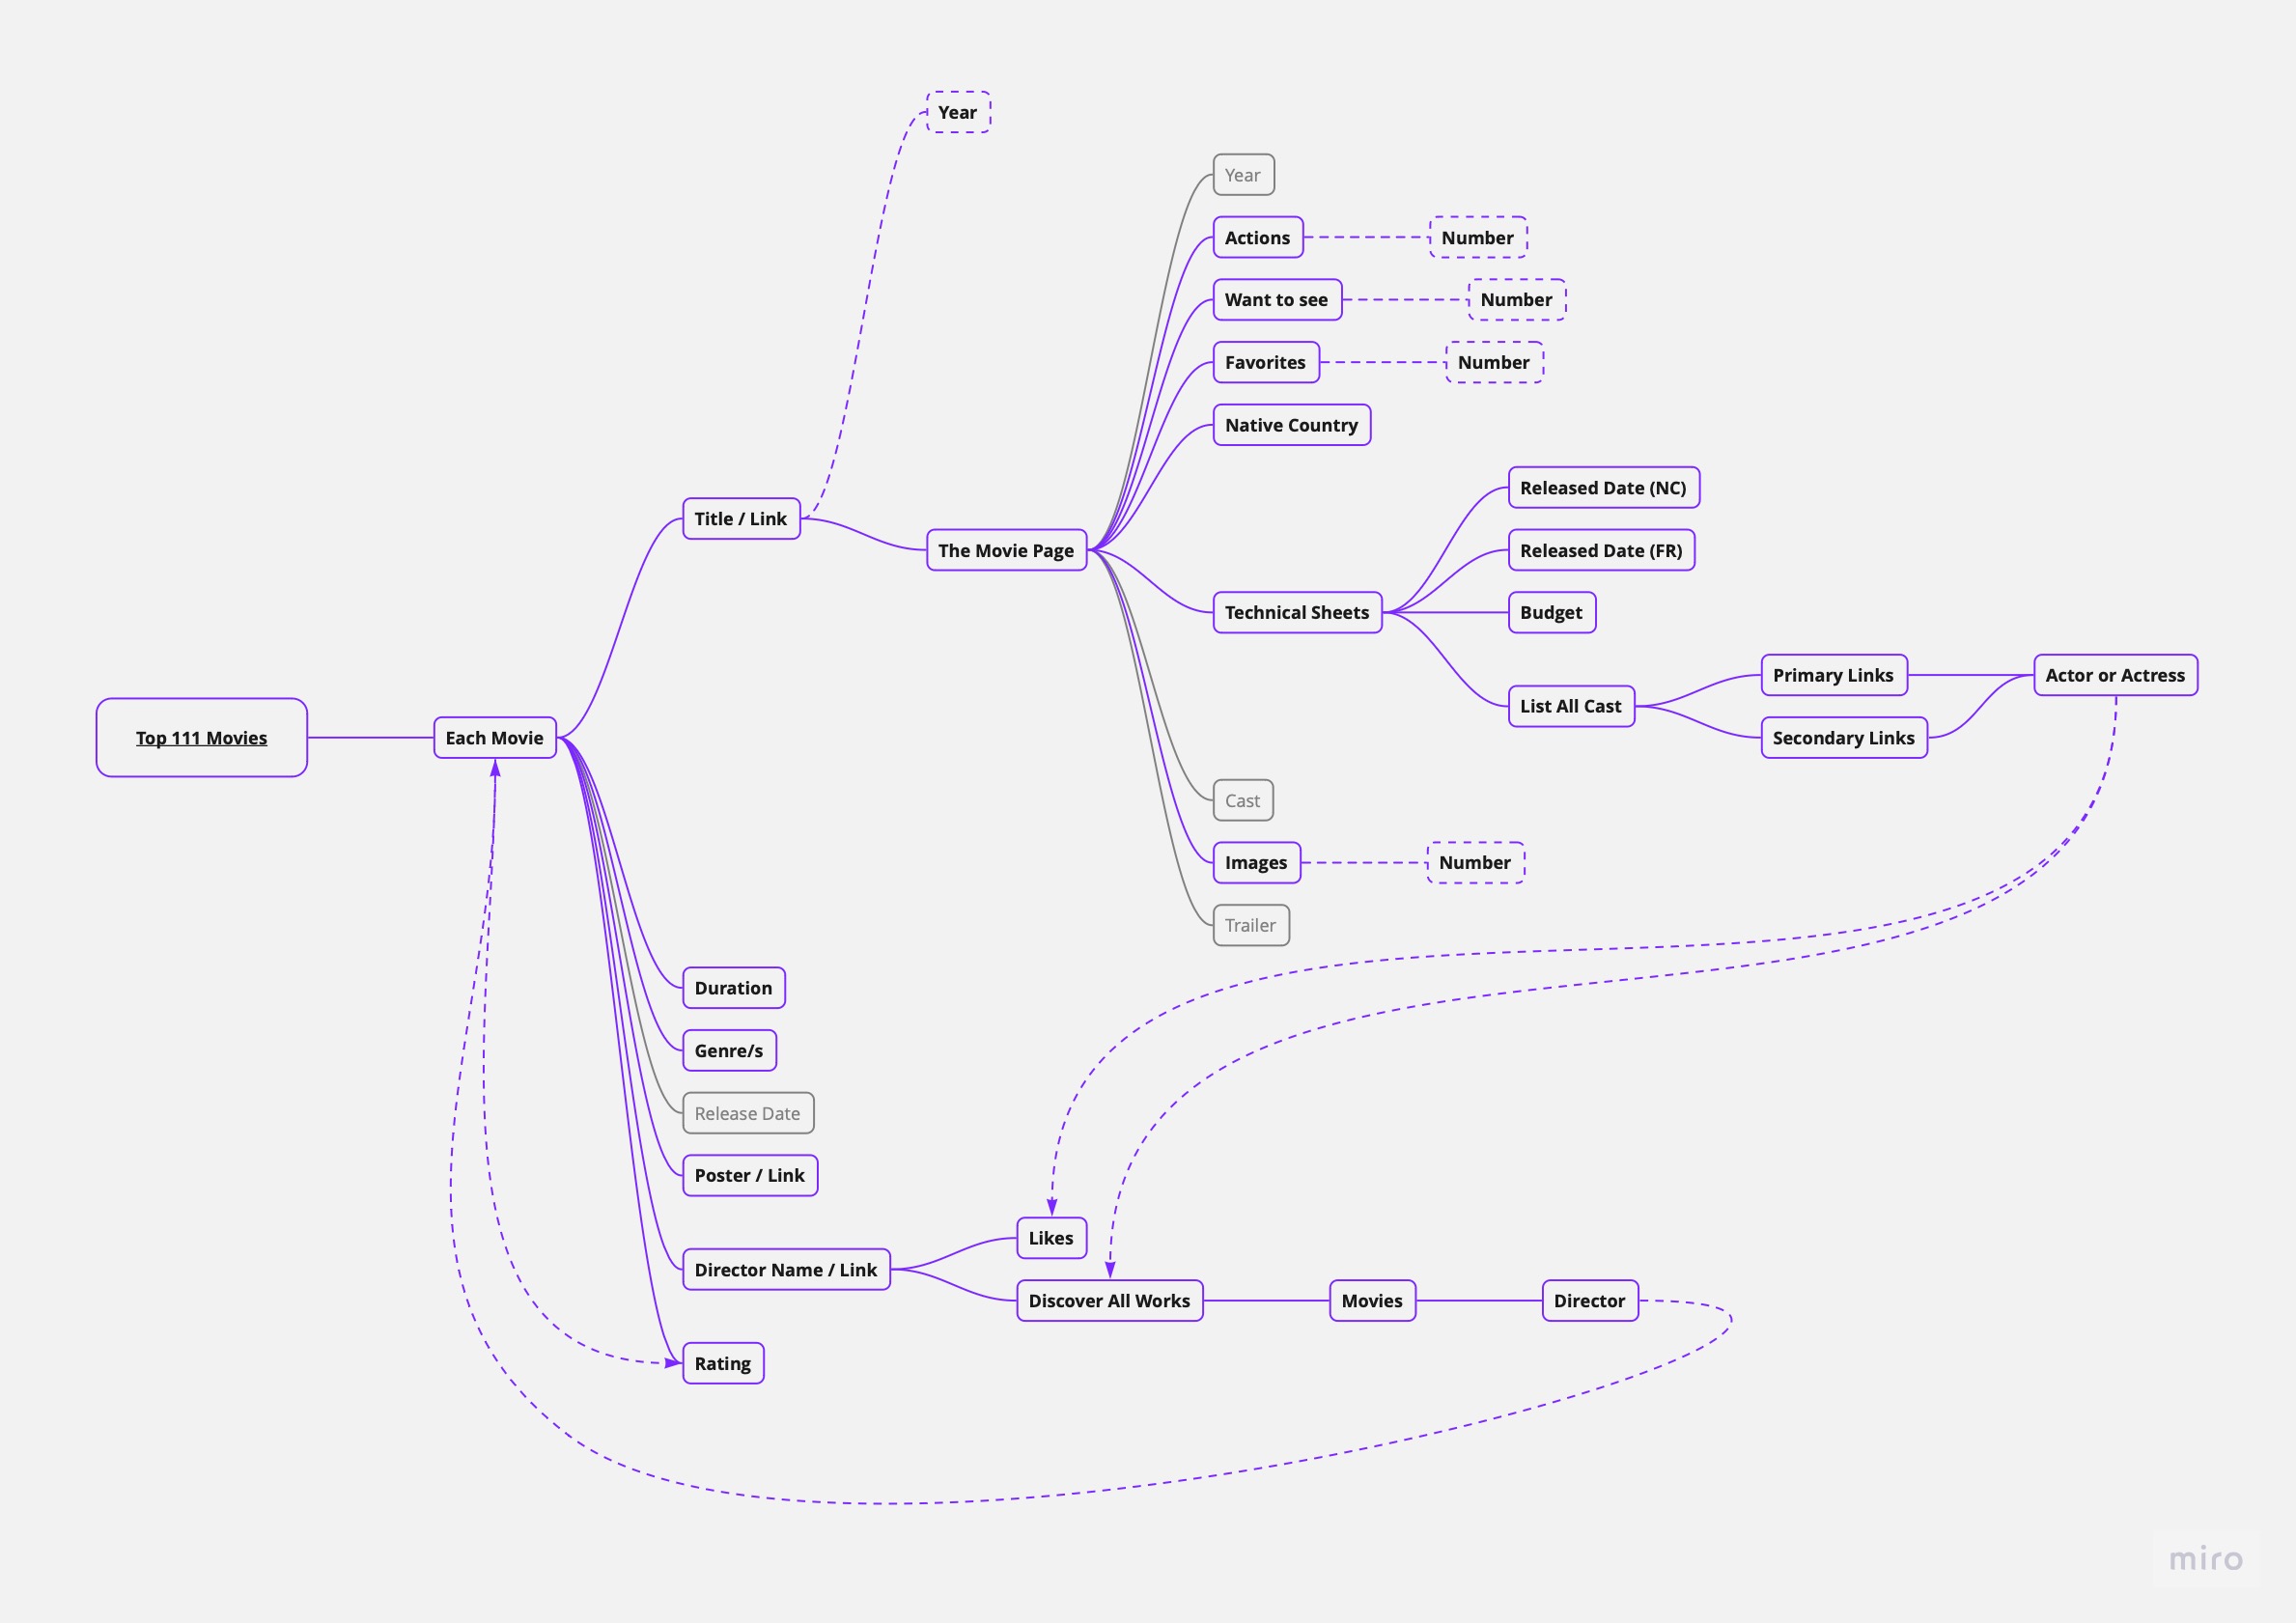 Year
Year
Actions
Number
Want to see
Number
Favorites
Number
Native Country
Released Date (NC)
Title / Link
The Movie Page
Released Date (FR)
Technical Sheets
Budget
Primary Links
Actor or Actress
List All Cast
Top 111 Movies
Each Movie
Secondary Links
Cast
Images
Number
Trailer
Duration
Genre/s
Release Date
Poster / Link
Likes
Director Name / Link
Discover All Works
Movies
Director
Rating
miro